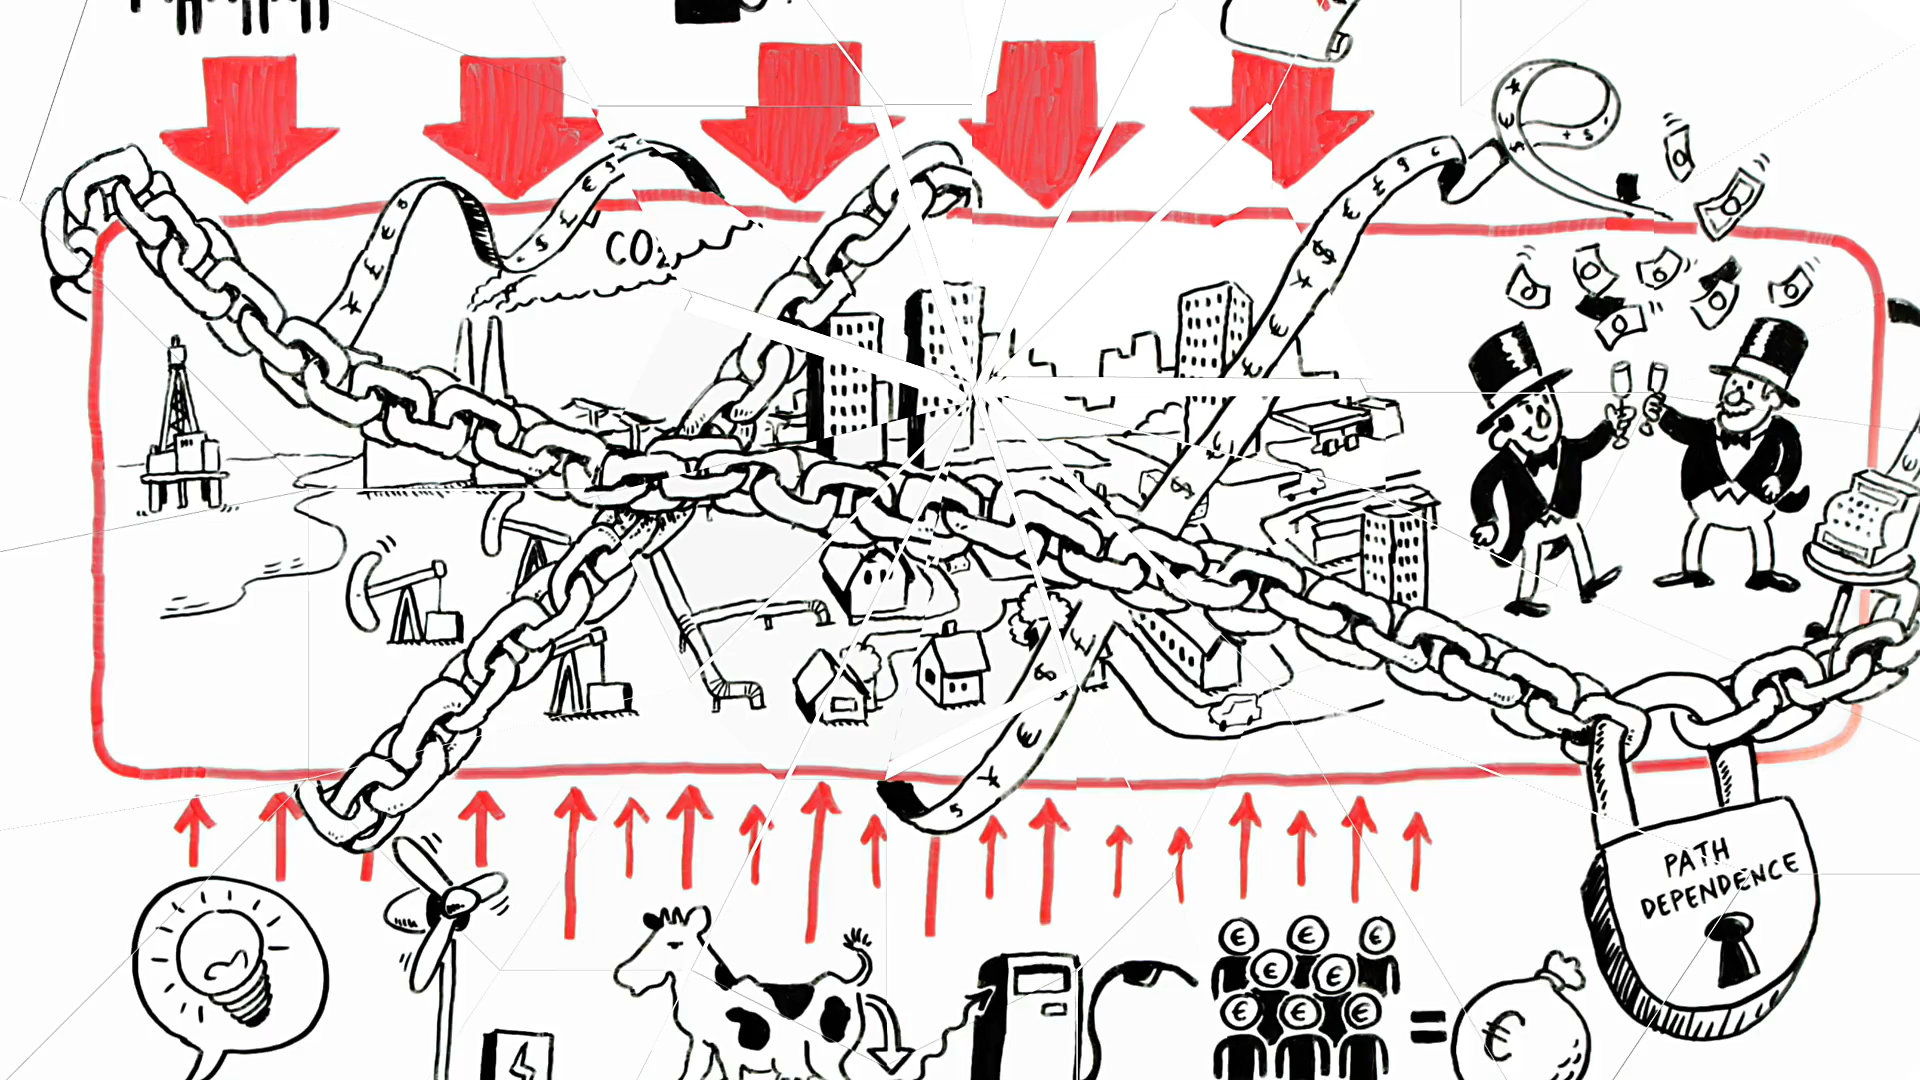 CO₂
PATH
DEPENDENCE
€ € €
€ €
€ € €
= €